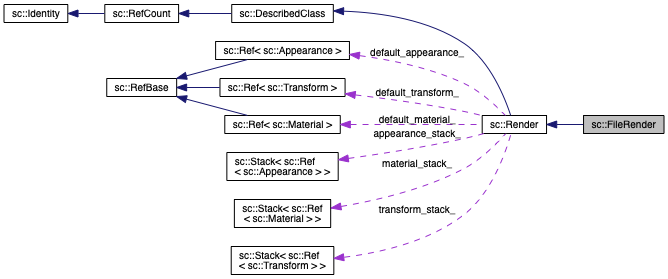 sc::Identity
sc::RefCount
sc::DescribedClass
sc::Ref< sc::Appearance >
default_appearance_
sc::RefBase
sc::Ref< sc::Transform >
default_transform_
sc::Ref< sc::Material >
default_material_
sc::Render
sc::FileRender
appearance_stack_
sc::Stack< sc::Ref
< sc::Appearance > >
material_stack_
sc::Stack< sc::Ref
< sc::Material > >
transform_stack_
sc::Stack< sc::Ref
< sc::Transform > >